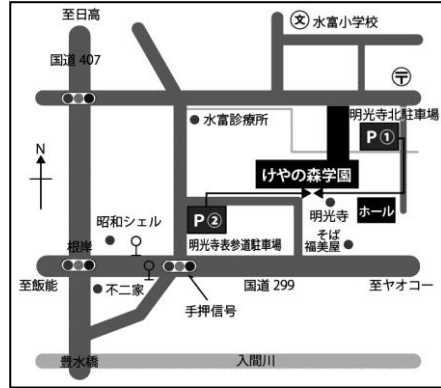 至日高
文 水富小学校
国道 407
〒
水富診療所
明光寺北駐車場
P①
けやの森学園
N
P②
明光寺
ホール
昭和シェル
明光寺表参道駐車場
そば
福美屋
根岸
至飯能
不二家
国道 299
至ヤオコー
手押信号
豊水橋
入間川